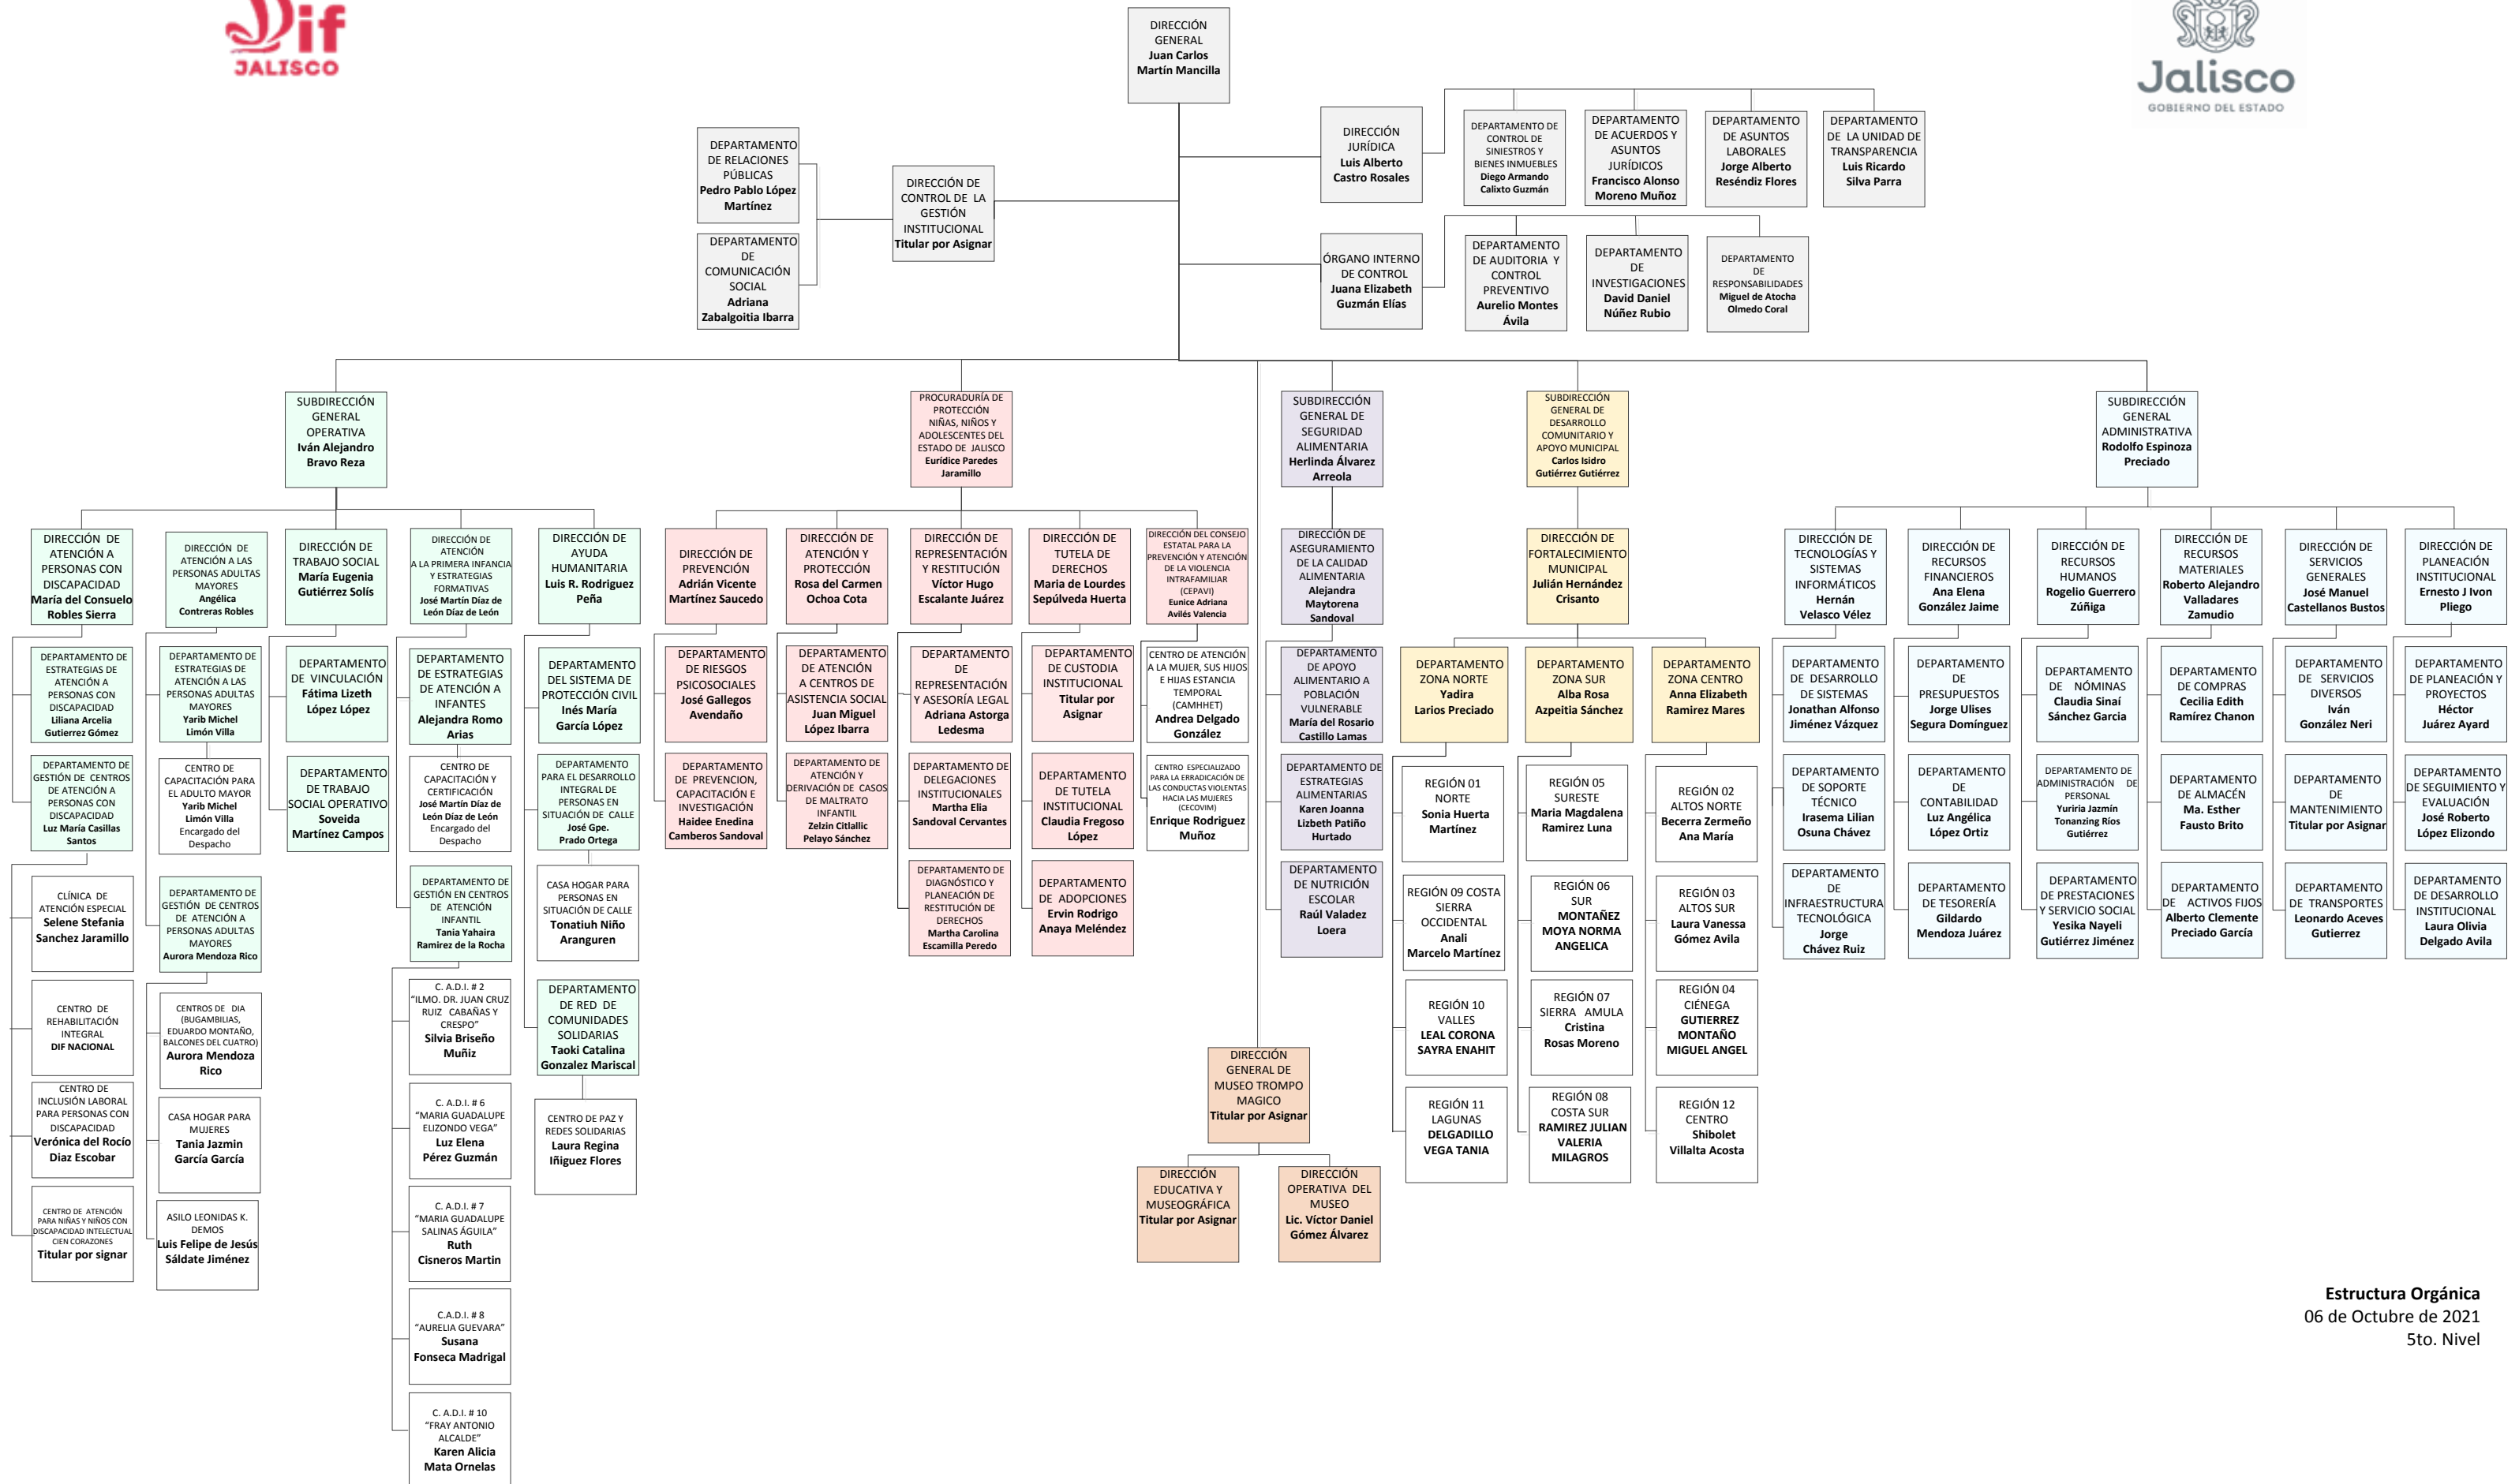 Dif
JALISCO
Jalisco
GOBIERNO DEL ESTADO
DIRECCIÓN
GENERAL
Juan Carlos
Martín Mancilla
DEPARTAMENTO
DE RELACIONES
PÚBLICAS
Pedro Pablo López
Martínez
DEPARTAMENTO
DE
COMUNICACIÓN
SOCIAL
Adriana
Zabalgoitia Ibarra
DIRECCIÓN DE
CONTROL DE LA
GESTIÓN
INSTITUCIONAL
Titular por Asignar
DIRECCIÓN
JURÍDICA
Luis Alberto
Castro Rosales
DEPARTAMENTO DE
CONTROL DE
SINIESTROS Y
BIENES INMUEBLES
Diego Armando
Calixto Guzmán
DEPARTAMENTO
DE ACUERDOS Y
ASUNTOS
JURÍDICOS
Francisco Alonso
Moreno Muñoz
DEPARTAMENTO
DE ASUNTOS
LABORALES
Jorge Alberto
Reséndiz Flores
DEPARTAMENTO
DE LA UNIDAD DE
TRANSPARENCIA
Luis Ricardo
Silva Parra
ÓRGANO INTERNO
DE CONTROL
Juana Elizabeth
Guzmán Elías
DEPARTAMENTO
DE AUDITORIA Y
CONTROL
PREVENTIVO
Aurelio Montes
Ávila
DEPARTAMENTO
DE
INVESTIGACIONES
David Daniel
Núñez Rubio
DEPARTAMENTO
DE
RESPONSABILIDADES
Miguel de Atocha
Olmedo Coral
SUBDIRECCIÓN
GENERAL
OPERATIVA
Iván Alejandro
Bravo Reza
PROCURADURÍA DE
PROTECCIÓN
NIÑAS, NIÑOS Y
ADOLESCENTES DEL
ESTADO DE JALISCO
Eurídice Paredes
Jaramillo
SUBDIRECCIÓN
GENERAL DE
SEGURIDAD
ALIMENTARIA
Herlinda Álvarez
Arreola
SUBDIRECCIÓN
GENERAL DE
DESARROLLO
COMUNITARIO Y
APOYO MUNICIPAL
Carlos Isidro
Gutiérrez Gutiérrez
SUBDIRECCIÓN
GENERAL
ADMINISTRATIVA
Rodolfo Espinoza
Preciado
DIRECCIÓN DE
ATENCIÓN A
PERSONAS CON
DISCAPACIDAD
María del Consuelo
Robles Sierra
DIRECCIÓN DE
ATENCIÓN A LAS
PERSONAS ADULTAS
MAYORES
Angélica
Contreras Robles
DIRECCIÓN DE
TRABAJO SOCIAL
María Eugenia
Gutiérrez Solís
DIRECCIÓN DE
ATENCIÓN
A LA PRIMERA INFANCIA
Y ESTRATEGIAS
FORMATIVAS
José Martín Díaz de
León Díaz de León
DIRECCIÓN DE
AYUDA
HUMANITARIA
Luis R. Rodriguez
Peña
DIRECCIÓN DE
PREVENCIÓN
Adrián Vicente
Martínez Saucedo
DIRECCIÓN DE
ATENCIÓN Y
PROTECCIÓN
Rosa del Carmen
Ochoa Cota
DIRECCIÓN DE
REPRESENTACIÓN
Y RESTITUCIÓN
Víctor Hugo
Escalante Juárez
DIRECCIÓN DE
TUTELA DE
DERECHOS
Maria de Lourdes
Sepúlveda Huerta
DIRECCIÓN DEL CONSEJO
ESTATAL PARA LA
PREVENCIÓN Y ATENCIÓN
DE LA VIOLENCIA
INTRAFAMILIAR
(CEPAVI)
Eunice Adriana
Avilés Valencia
DIRECCIÓN DE
ASEGURAMIENTO
DE LA CALIDAD
ALIMENTARIA
Alejandra
Maytorena
Sandoval
DIRECCIÓN DE
FORTALECIMIENTO
MUNICIPAL
Julián Hernández
Crisanto
DIRECCIÓN DE
TECNOLOGÍAS Y
SISTEMAS
INFORMÁTICOS
Hernán
Velasco Vélez
DIRECCIÓN DE
RECURSOS
FINANCIEROS
Ana Elena
González Jaime
DIRECCIÓN DE
RECURSOS
HUMANOS
Rogelio Guerrero
Zúñiga
DIRECCIÓN DE
RECURSOS
MATERIALES
Roberto Alejandro
Valladares
Zamudio
DIRECCIÓN DE
SERVICIOS
GENERALES
José Manuel
Castellanos Bustos
DIRECCIÓN DE
PLANEACIÓN
INSTITUCIONAL
Ernesto J Ivon
Pliego
DEPARTAMENTO DE
ESTRATEGIAS DE
ATENCIÓN A
PERSONAS CON
DISCAPACIDAD
Liliana Arcelia
Gutierrez Gómez
DEPARTAMENTO DE
ESTRATEGIAS DE
ATENCIÓN A LAS
PERSONAS ADULTAS
MAYORES
Yarib Michel
Limón Villa
DEPARTAMENTO
DE VINCULACIÓN
Fátima Lizeth
López López
DEPARTAMENTO
DE ESTRATEGIAS
DE ATENCIÓN A
INFANTES
Alejandra Romo
Arias
DEPARTAMENTO
DEL SISTEMA DE
PROTECCIÓN CIVIL
Inés María
García López
DEPARTAMENTO
DE RIESGOS
PSICOSOCIALES
José Gallegos
Avendaño
DEPARTAMENTO
DE ATENCIÓN
A CENTROS DE
ASISTENCIA SOCIAL
Juan Miguel
López Ibarra
DEPARTAMENTO
DE
REPRESENTACIÓN
Y ASESORÍA LEGAL
Adriana Astorga
Ledesma
DEPARTAMENTO
DE CUSTODIA
INSTITUCIONAL
Titular por
Asignar
CENTRO DE ATENCIÓN
A LA MUJER, SUS HIJOS
E HIJAS ESTANCIA
TEMPORAL
(CAMHHET)
Andrea Delgado
González
DEPARTAMENTO
DE APOYO
ALIMENTARIO A
POBLACIÓN
VULNERABLE
María del Rosario
Castillo Lamas
DEPARTAMENTO
ZONA NORTE
Yadira
Larios Preciado
DEPARTAMENTO
ZONA SUR
Alba Rosa
Azpeitia Sánchez
DEPARTAMENTO
ZONA CENTRO
Anna Elizabeth
Ramirez Mares
DEPARTAMENTO
DE DESARROLLO
DE SISTEMAS
Jonathan Alfonso
Jiménez Vázquez
DEPARTAMENTO
DE
PRESUPUESTOS
Jorge Ulises
Segura Domínguez
DEPARTAMENTO
DE NÓMINAS
Claudia Sinaí
Sánchez Garcia
DEPARTAMENTO
DE COMPRAS
Cecilia Edith
Ramírez Chanon
DEPARTAMENTO
DE SERVICIOS
DIVERSOS
Iván
González Neri
DEPARTAMENTO
DE PLANEACIÓN Y
PROYECTOS
Héctor
Juárez Ayard
DEPARTAMENTO DE
GESTIÓN DE CENTROS
DE ATENCIÓN A
PERSONAS CON
DISCAPACIDAD
Luz María Casillas
Santos
CENTRO DE
CAPACITACIÓN PARA
EL ADULTO MAYOR
Yarib Michel
Limón Villa
Encargado del
Despacho
DEPARTAMENTO
DE TRABAJO
SOCIAL OPERATIVO
Soveida
Martínez Campos
CENTRO DE
CAPACITACIÓN Y
CERTIFICACIÓN
José Martín Díaz de
León Díaz de León
Encargado del
Despacho
DEPARTAMENTO
PARA EL DESARROLLO
INTEGRAL DE
PERSONAS EN
SITUACIÓN DE CALLE
José Gpe.
Prado Ortega
DEPARTAMENTO
DE PREVENCION,
CAPACITACIÓN E
INVESTIGACIÓN
Haidee Enedina
Camberos Sandoval
DEPARTAMENTO DE
ATENCIÓN Y
DERIVACIÓN DE CASOS
DE MALTRATO
INFANTIL
Zelzin Citlallic
Pelayo Sánchez
DEPARTAMENTO DE
DELEGACIONES
INSTITUCIONALES
Martha Elia
Sandoval Cervantes
DEPARTAMENTO
DE TUTELA
INSTITUCIONAL
Claudia Fregoso
López
CENTRO ESPECIALIZADO
PARA LA ERRADICACIÓN DE
LAS CONDUCTAS VIOLENTAS
HACIA LAS MUJERES
(CECOVIM)
Enrique Rodriguez
Muñoz
DEPARTAMENTO DE
ESTRATEGIAS
ALIMENTARIAS
Karen Joanna
Lizbeth Patiño
Hurtado
REGIÓN 01
NORTE
Sonia Huerta
Martínez
REGIÓN 05
SURESTE
Maria Magdalena
Ramirez Luna
REGIÓN 02
ALTOS NORTE
Becerra Zermeño
Ana María
DEPARTAMENTO
DE SOPORTE
TÉCNICO
Irasema Lilian
Osuna Chávez
DEPARTAMENTO
DE
CONTABILIDAD
Luz Angélica
López Ortiz
DEPARTAMENTO DE
ADMINISTRACIÓN DE
PERSONAL
Yuriria Jazmín
Tonanzing Ríos
Gutiérrez
DEPARTAMENTO
DE ALMACÉN
Ma. Esther
Fausto Brito
DEPARTAMENTO
DE
MANTENIMIENTO
Titular por Asignar
DEPARTAMENTO
DE SEGUIMIENTO Y
EVALUACIÓN
José Roberto
López Elizondo
CLÍNICA DE
ATENCIÓN ESPECIAL
Selene Stefania
Sanchez Jaramillo
DEPARTAMENTO DE
GESTIÓN DE CENTROS
DE ATENCIÓN A
PERSONAS ADULTAS
MAYORES
Aurora Mendoza Rico
DEPARTAMENTO DE
GESTIÓN EN CENTROS
DE ATENCIÓN
INFANTIL
Tania Yahaira
Ramirez de la Rocha
CASA HOGAR PARA
PERSONAS EN
SITUACIÓN DE CALLE
Tonatiuh Niño
Aranguren
DEPARTAMENTO DE
DIAGNÓSTICO Y
PLANEACIÓN DE
RESTITUCIÓN DE
DERECHOS
Martha Carolina
Escamilla Peredo
DEPARTAMENTO
DE ADOPCIONES
Ervin Rodrigo
Anaya Meléndez
DEPARTAMENTO
DE NUTRICIÓN
ESCOLAR
Raúl Valadez
Loera
REGIÓN 09 COSTA
SIERRA
OCCIDENTAL
Anali
Marcelo Martínez
REGIÓN 06
SUR
MONTAÑEZ
MOYA NORMA
ANGELICA
REGIÓN 03
ALTOS SUR
Laura Vanessa
Gómez Avila
DEPARTAMENTO
DE
INFRAESTRUCTURA
TECNOLÓGICA
Jorge
Chávez Ruiz
DEPARTAMENTO
DE TESORERÍA
Gildardo
Mendoza Juárez
DEPARTAMENTO
DE PRESTACIONES
Y SERVICIO SOCIAL
Yesika Nayeli
Gutiérrez Jiménez
DEPARTAMENTO
DE ACTIVOS FIJOS
Alberto Clemente
Preciado García
DEPARTAMENTO
DE TRANSPORTES
Leonardo Aceves
Gutierrez
DEPARTAMENTO
DE DESARROLLO
INSTITUCIONAL
Laura Olivia
Delgado Avila
CENTRO DE
REHABILITACIÓN
INTEGRAL
DIF NACIONAL
CENTROS DE DIA
(BUGAMBILIAS,
EDUARDO MONTAÑO,
BALCONES DEL CUATRO)
Aurora Mendoza
Rico
C. A.D.I. # 2
"ILMO. DR. JUAN CRUZ
RUIZ CABAÑAS Y
CRESPO"
Silvia Briseño
Muñiz
DEPARTAMENTO
DE RED DE
COMUNIDADES
SOLIDARIAS
Taoki Catalina
Gonzalez Mariscal
REGIÓN 10
VALLES
LEAL CORONA
SAYRA ENAHIT
REGIÓN 07
SIERRA AMULA
Cristina
Rosas Moreno
REGIÓN 04
CIÉNEGA
GUTIERREZ
MONTAÑO
MIGUEL ANGEL
DIRECCIÓN
GENERAL DE
MUSEO TROMPO
MAGICO
Titular por Asignar
CENTRO DE
INCLUSIÓN LABORAL
PARA PERSONAS CON
DISCAPACIDAD
Verónica del Rocío
Diaz Escobar
CASA HOGAR PARA
MUJERES
Tania Jazmin
García García
C. A.D.I. # 6
"MARIA GUADALUPE
ELIZONDO VEGA"
Luz Elena
Pérez Guzmán
CENTRO DE PAZ Y
REDES SOLIDARIAS
Laura Regina
Iñiguez Flores
REGIÓN 11
LAGUNAS
DELGADILLO
VEGA TANIA
REGIÓN 08
COSTA SUR
RAMIREZ JULIAN
VALERIA
MILAGROS
REGIÓN 12
CENTRO
Shibolet
Villalta Acosta
DIRECCIÓN
EDUCATIVA Y
MUSEOGRÁFICA
Titular por Asignar
DIRECCIÓN
OPERATIVA DEL
MUSEO
Lic. Víctor Daniel
Gómez Álvarez
CENTRO DE ATENCIÓN
PARA NIÑAS Y NIÑOS CON
DISCAPACIDAD INTELECTUAL
CIEN CORAZONES
Titular por signar
ASILO LEONIDAS K.
DEMOS
Luis Felipe de Jesús
Sáldate Jiménez
C.A.D.I. # 7
"MARIA GUADALUPE
SALINAS ÁGUILA"
Ruth
Cisneros Martin
C.A.D.I. # 8
"AURELIA GUEVARA"
Susana
Fonseca Madrigal
C. A.D.I. # 10
"FRAY ANTONIO
ALCALDE"
Karen Alicia
Mata Ornelas
Estructura Orgánica
06 de Octubre de 2021
5to. Nivel